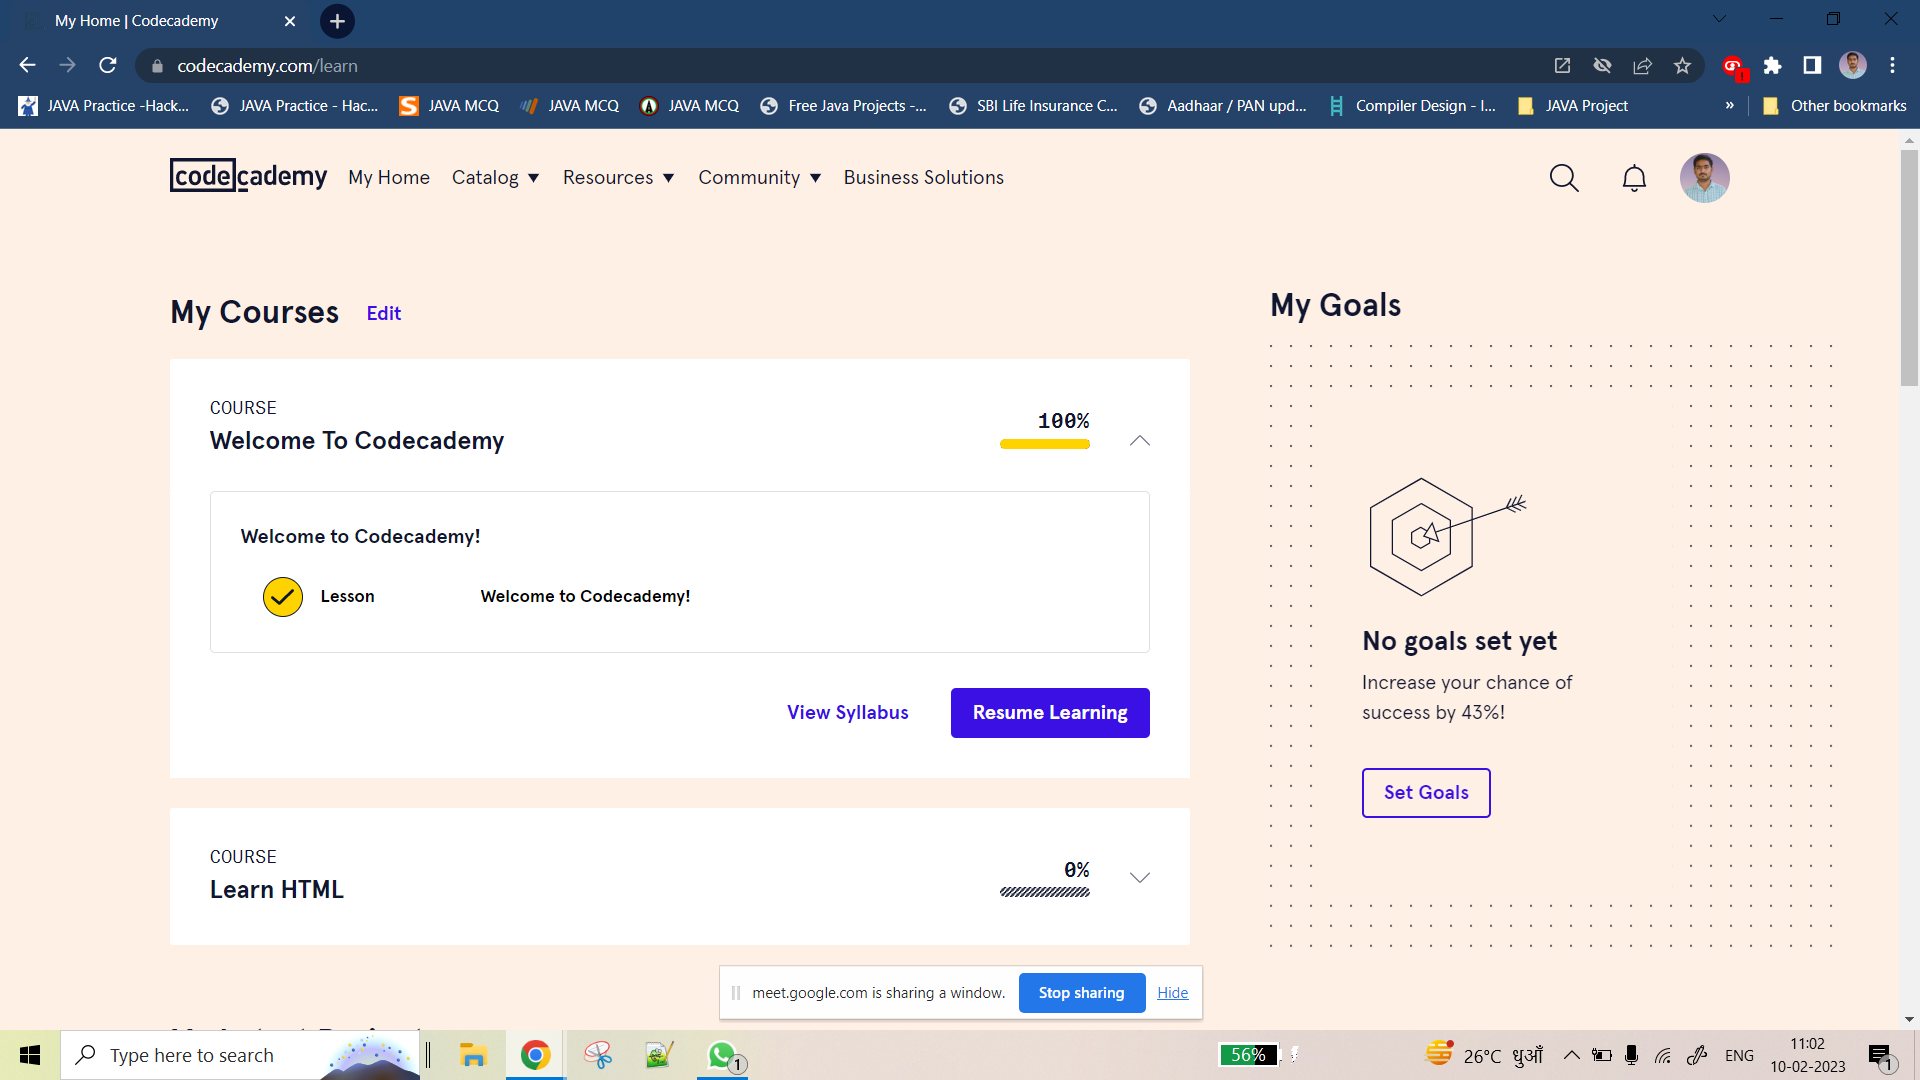 My Home | Codecademy
codecademy.com/learn
JAVA Practice -Hack... JAVA Practice - Hac... JAVA MCQ JAVA MCQ JAVA MCQ Free Java Projects -... SBI Life Insurance C... Aadhaar / PAN upd... Compiler Design - I... JAVA Project » Other bookmarks
codecademy My Home Catalog Resources Community Business Solutions
My Courses Edit
COURSE
Welcome To Codecademy
100%
Welcome to Codecademy!
Lesson Welcome to Codecademy!
View Syllabus Resume Learning
COURSE
Learn HTML
0%
My Goals
No goals set yet
Increase your chance of
success by 43%!
Set Goals
meet.google.com is sharing a window. Stop sharing Hide
Type here to search
1
56%
26°C धुआँ
ENG
11:02
10-02-2023
1